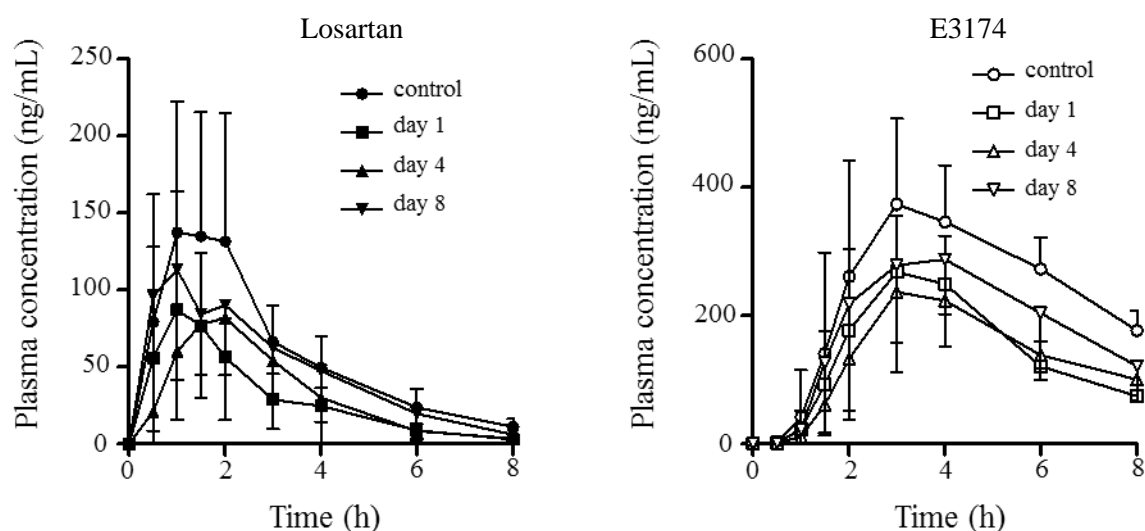 Losartan
Plasma concentration (ng/mL)
250
200
150
100
50
0
control
day 1
day 4
day 8
0
2
4
6
8
Time (h)
E3174
Plasma concentration (ng/mL)
600
400
200
0
control
day 1
day 4
day 8
0
2
4
6
8
Time (h)